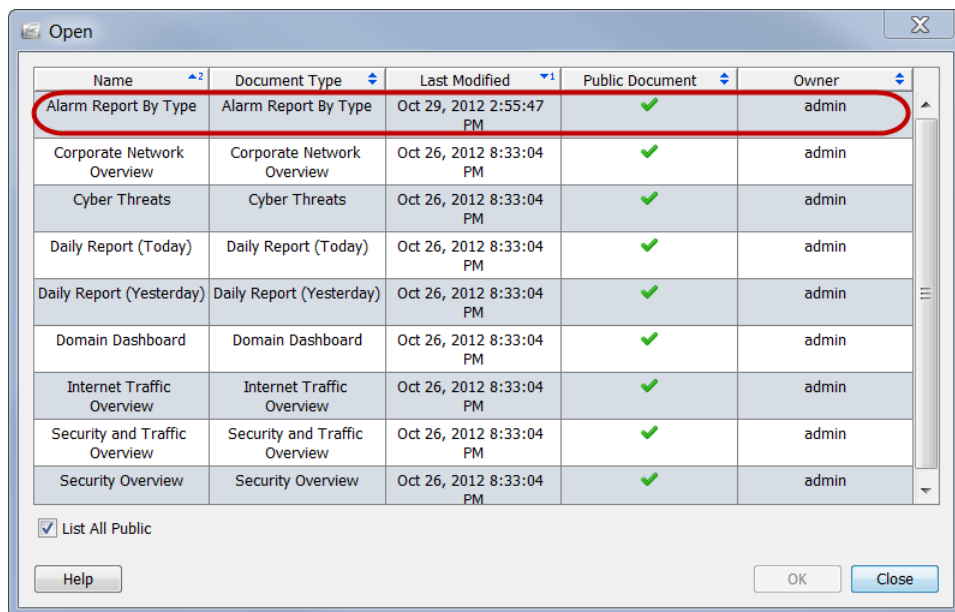 Open
Name 2 Document Type Last Modified 1 Public Document Owner
Alarm Report By Type Alarm Report By Type Oct 29, 2012 2:55:47 admin
PM
Corporate Network Corporate Network Oct 26, 2012 8:33:04 admin
Overview Overview PM
Cyber Threats Cyber Threats Oct 26, 2012 8:33:04 admin
PM
Daily Report (Today) Daily Report (Today) Oct 26, 2012 8:33:04 admin
PM
Daily Report (Yesterday) Daily Report (Yesterday) Oct 26, 2012 8:33:04 admin
PM
Domain Dashboard Domain Dashboard Oct 26, 2012 8:33:04 admin
PM
Internet Traffic Internet Traffic Oct 26, 2012 8:33:04 admin
Overview Overview PM
Security and Traffic Security and Traffic Oct 26, 2012 8:33:04 admin
Overview Overview PM
Security Overview Security Overview Oct 26, 2012 8:33:04 admin
PM
List All Public
Help OK Close